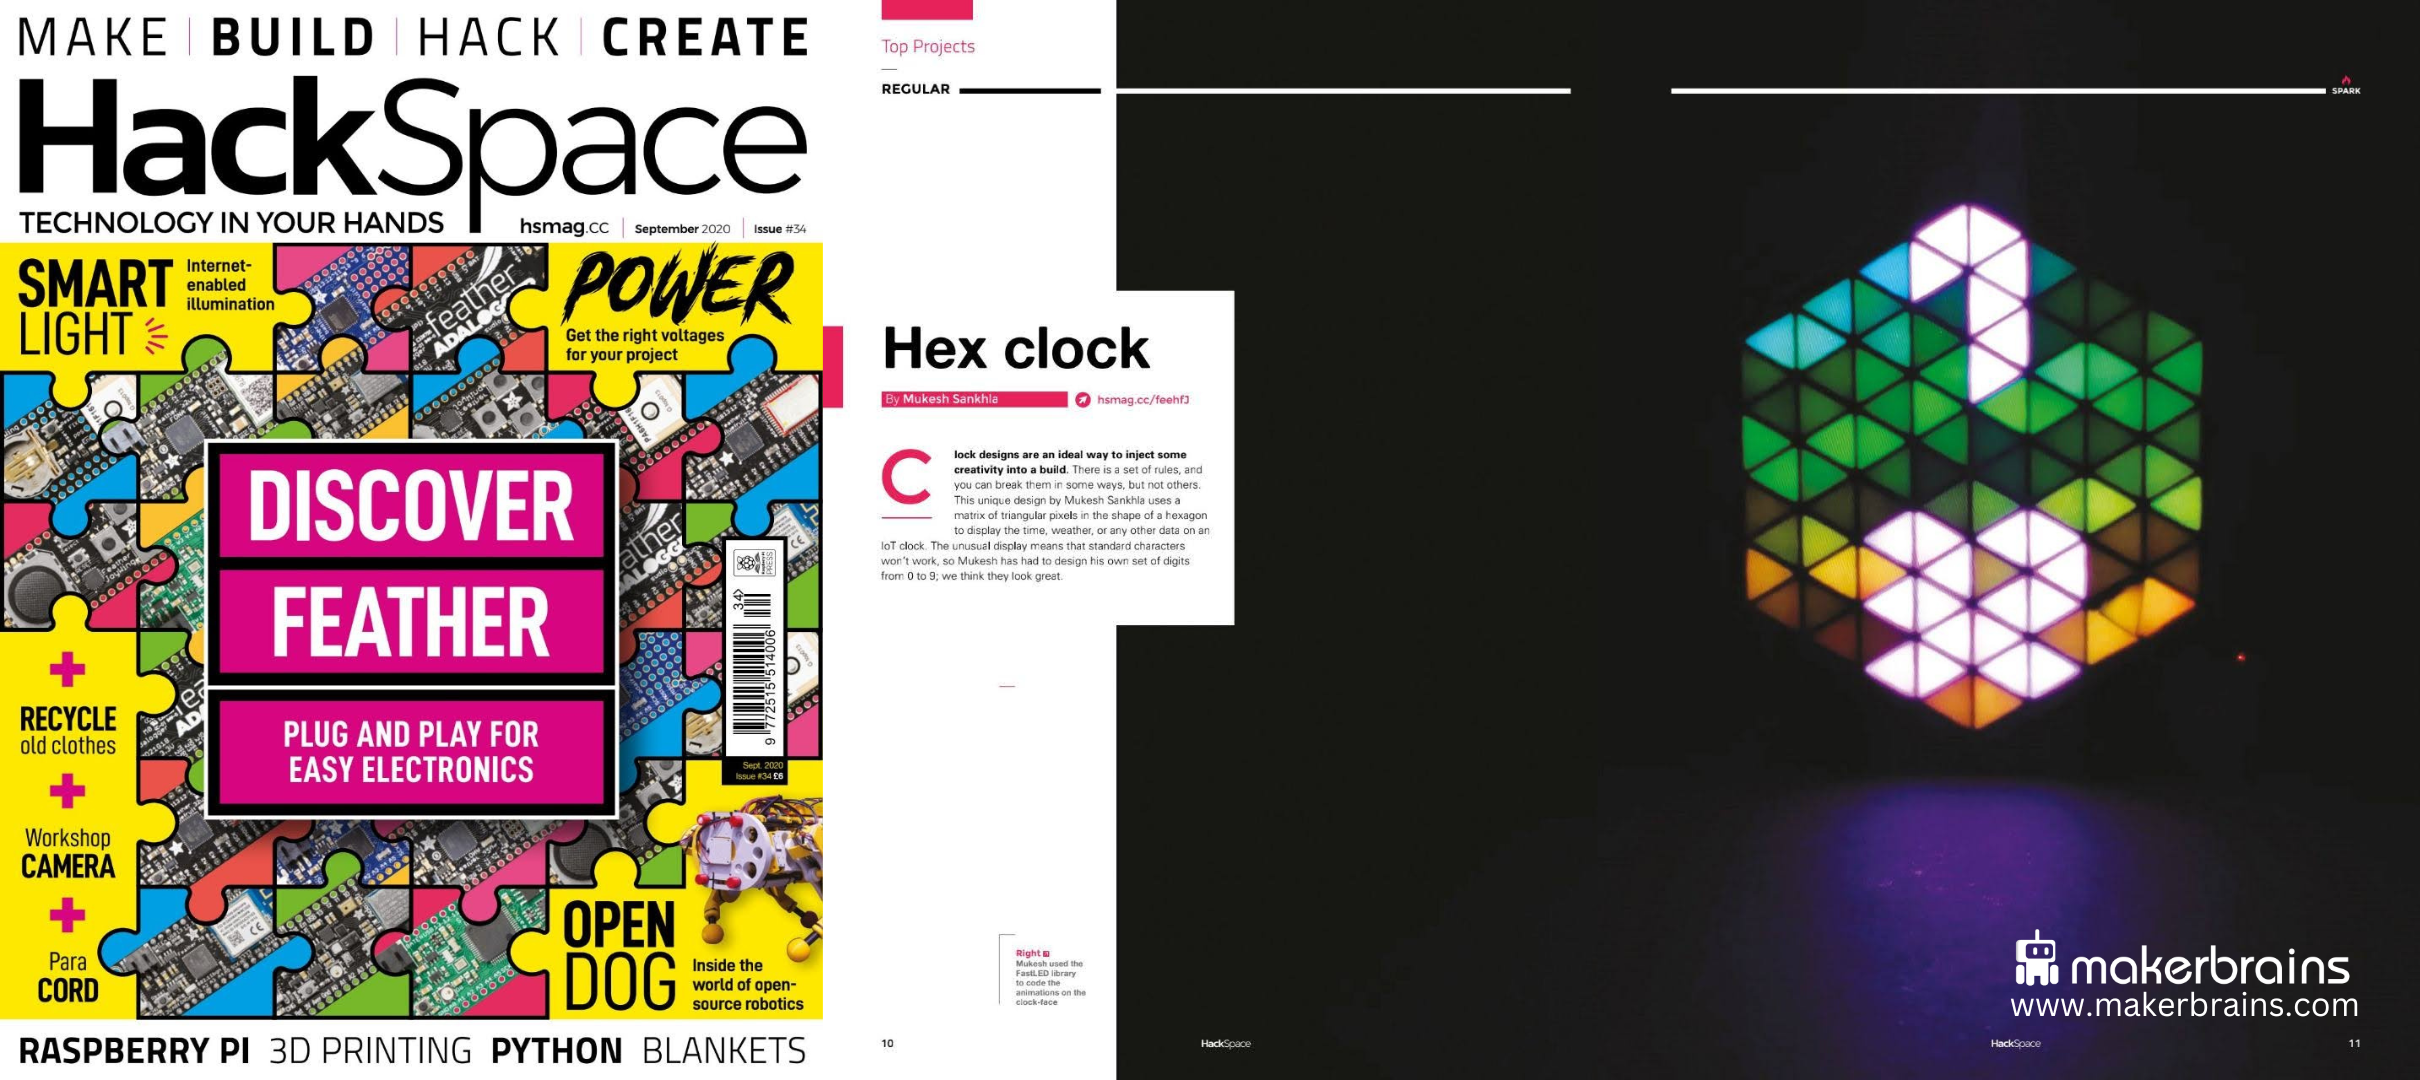 MAKE | BUILD | HACK | CREATE
HackSpace
TECHNOLOGY IN YOUR HANDS
hsmag.cc | September 2020 | Issue #34
SMART
LIGHT
Internet-
enabled
illumination
feather
ADALOGG
POWER
Get the right voltages
for your project
DISCOVER
FEATHER
PLUG AND PLAY FOR
EASY ELECTRONICS
34>
9 772515 514006
Sept. 2020
Issue #34 £6
+
RECYCLE
old clothes
+
Workshop
CAMERA
+
Para
CORD
OPEN
DOG
Inside the
world of open-
source robotics
RASPBERRY PI 3D PRINTING PYTHON BLANKETS
Top Projects
REGULAR
SPARK
Hex clock
By Mukesh Sankhla
hsmag.cc/feehfJ
Clock designs are an ideal way to inject some
creativity into a build. There is a set of rules, and
you can break them in some ways, but not others.
This unique design by Mukesh Sankhla uses a
matrix of triangular pixels in the shape of a hexagon
to display the time, weather, or any other data on an
IoT clock. The unusual display means that standard characters
won't work, so Mukesh has had to design his own set of digits
from 0 to 9; we think they look great.
Right
Mukesh used the
FastLED library
to code the
animations on the
clock-face
makerbrains
www.makerbrains.com
10
HackSpace
HackSpace
11